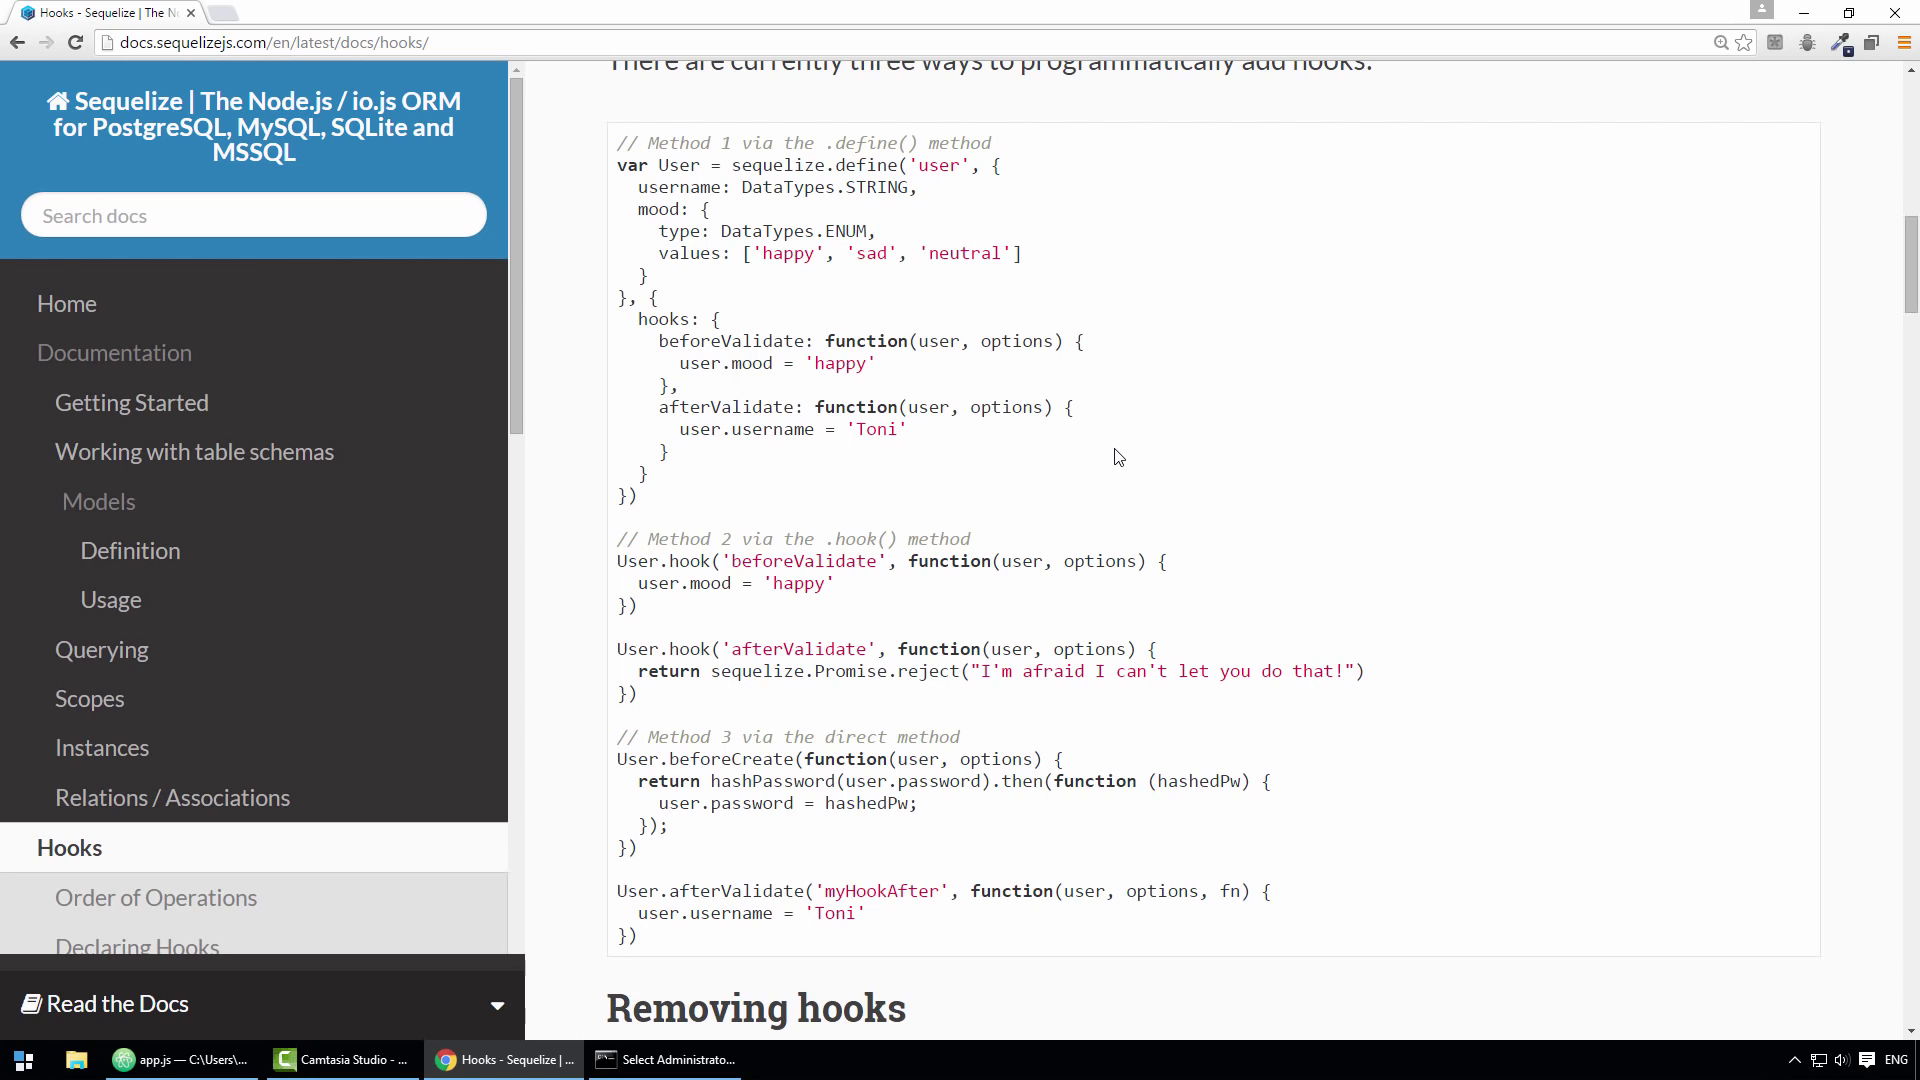 Hooks - Sequelize | The N
docs.sequelizejs.com/en/latest/docs/hooks/
Sequelize | The Node.js / io.js ORM
for PostgreSQL, MySQL, SQLite and
MSSQL
Search docs
Home
Documentation
Getting Started
Working with table schemas
Models
Definition
Usage
Querying
Scopes
Instances
Relations / Associations
Hooks
Order of Operations
Declaring Hooks
Read the Docs
There are currently three ways to programmatically add hooks:
// Method 1 via the .define() method
var User = sequelize.define('user', {
  username: DataTypes.STRING,
  mood: {
    type: DataTypes.ENUM,
    values: ['happy', 'sad', 'neutral']
  }
}, {
  hooks: {
    beforeValidate: function(user, options) {
      user.mood = 'happy'
    },
    afterValidate: function(user, options) {
      user.username = 'Toni'
    }
  }
})
// Method 2 via the .hook() method
User.hook('beforeValidate', function(user, options) {
  user.mood = 'happy'
})
User.hook('afterValidate', function(user, options) {
  return sequelize.Promise.reject("I'm afraid I can't let you do that!")
})
// Method 3 via the direct method
User.beforeCreate(function(user, options) {
  return hashPassword(user.password).then(function (hashedPw) {
    user.password = hashedPw;
  });
})
User.afterValidate('myHookAfter', function(user, options, fn) {
  user.username = 'Toni'
})
Removing hooks
app.js — C:\Users\...
Camtasia Studio - ...
Hooks - Sequelize | ...
Select Administrato...
ENG